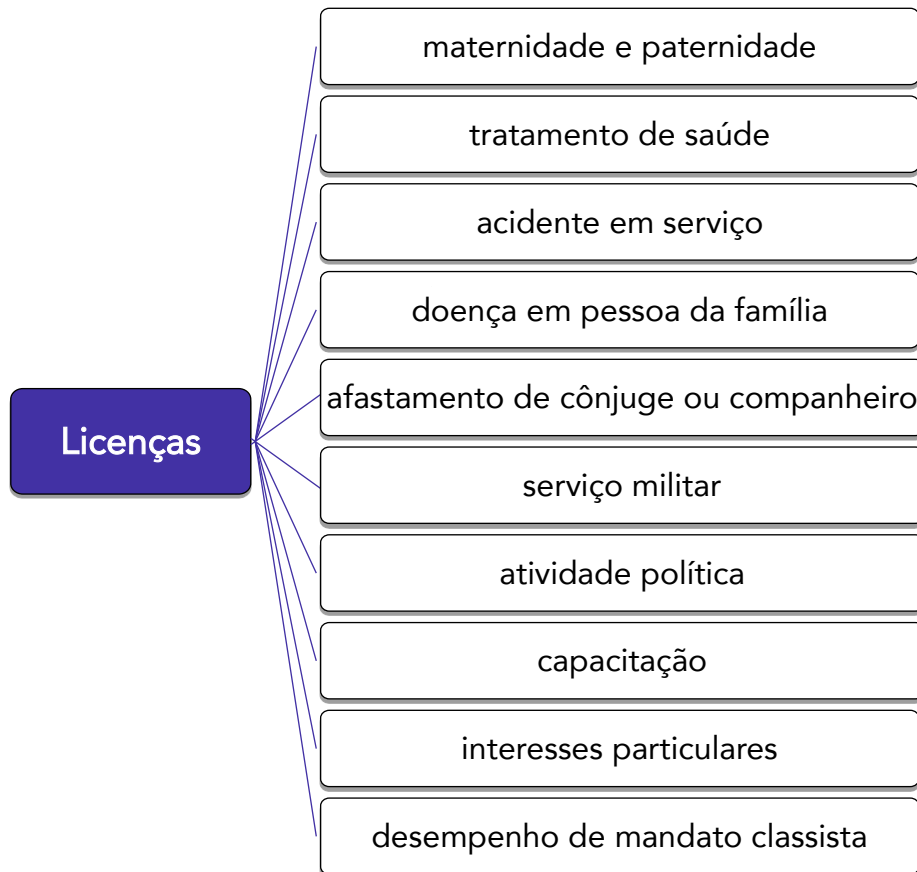 Licenças
maternidade e paternidade
tratamento de saúde
acidente em serviço
doença em pessoa da família
afastamento de cônjuge ou companheiro
serviço militar
atividade política
capacitação
interesses particulares
desempenho de mandato classista